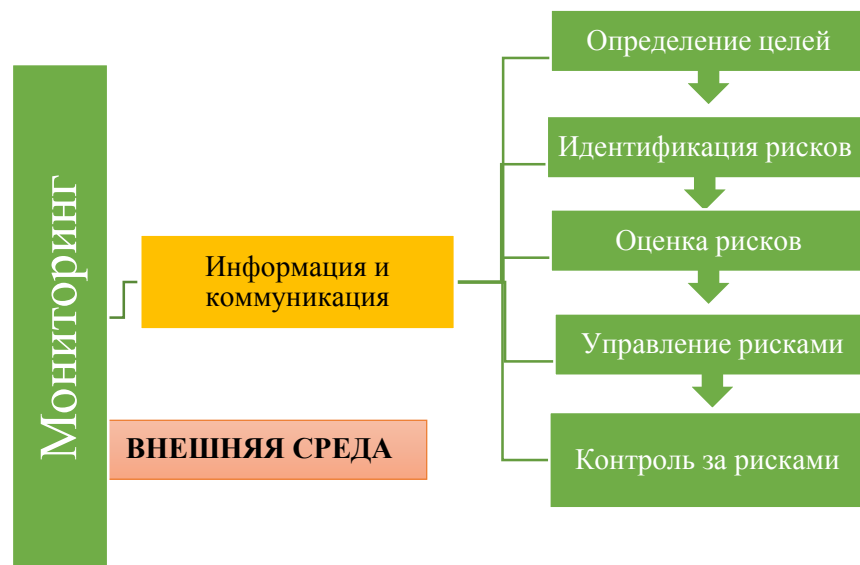 Мониторинг
Информация и
коммуникация
ВНЕШНЯЯ СРЕДА
Определение целей
Идентификация рисков
Оценка рисков
Управление рисками
Контроль за рисками